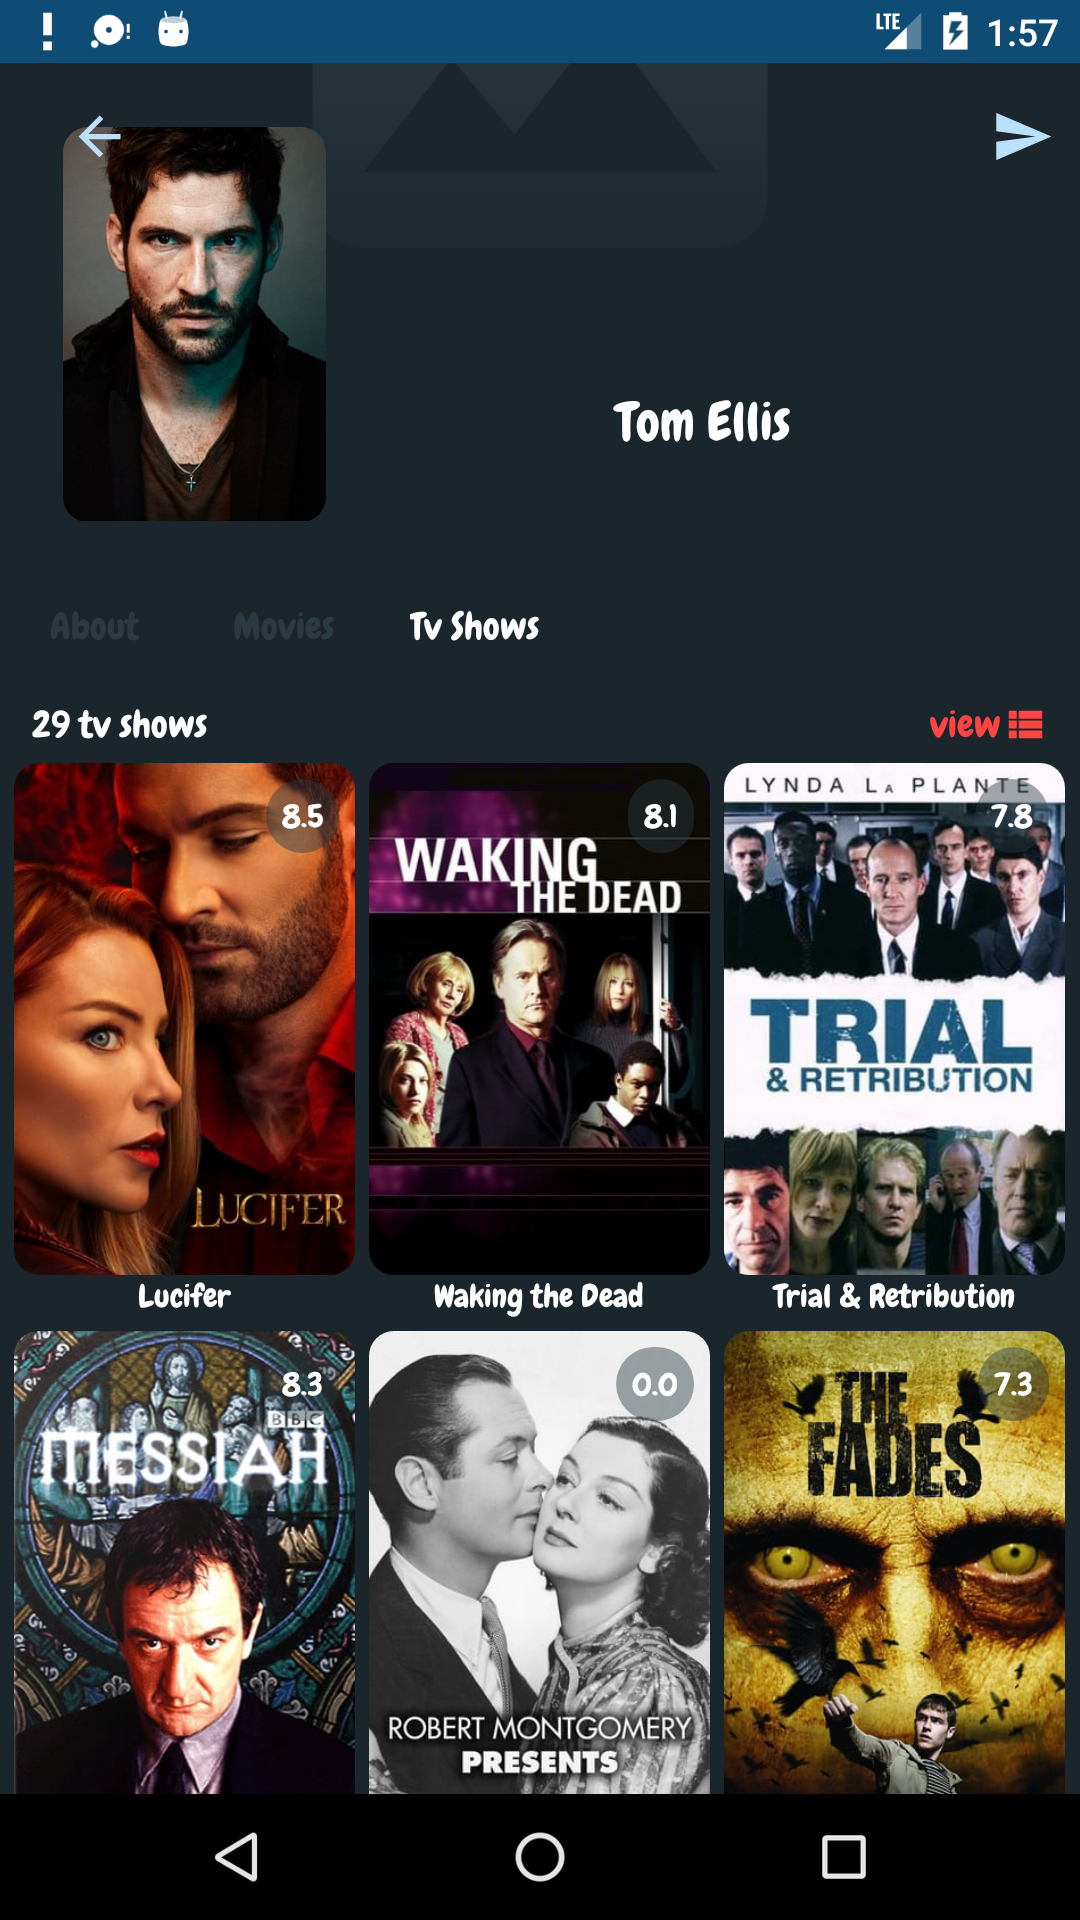 LTE 1:57
Tom Ellis
About Movies Tv Shows
29 tv shows view
8.5
LUCIFER
Lucifer
8.1
WAKING
THE DEAD
Waking the Dead
LYNDA LA PLANTE
7.8
TRIAL
& RETRIBUTION
Trial & Retribution
8.3
BBC
MESSIAH
0.0
ROBERT MONTGOMERY
PRESENTS
7.3
THE
FADES